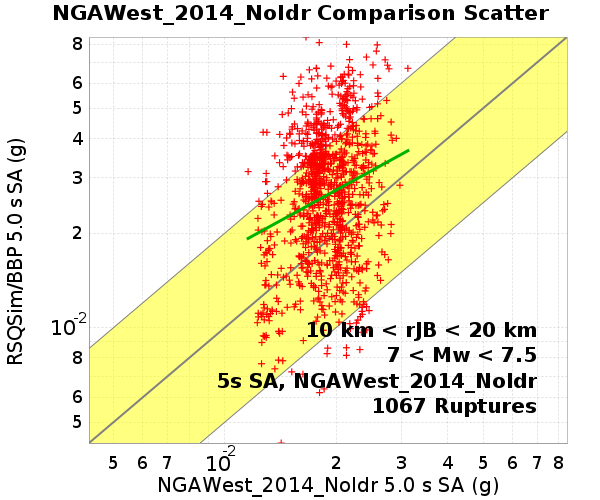 NGAWest_2014_NoIdr Comparison Scatter
RSQSim/BBP 5.0 s SA (g)
8
6
5
4
3
2
10-2
8
6
5
10 km < rJB < 20 km
7 < Mw < 7.5
5s SA, NGAWest_2014_NoIdr
1067 Ruptures
5 6 7 10-2 2 3 4 5 6 7 8
NGAWest_2014_NoIdr 5.0 s SA (g)